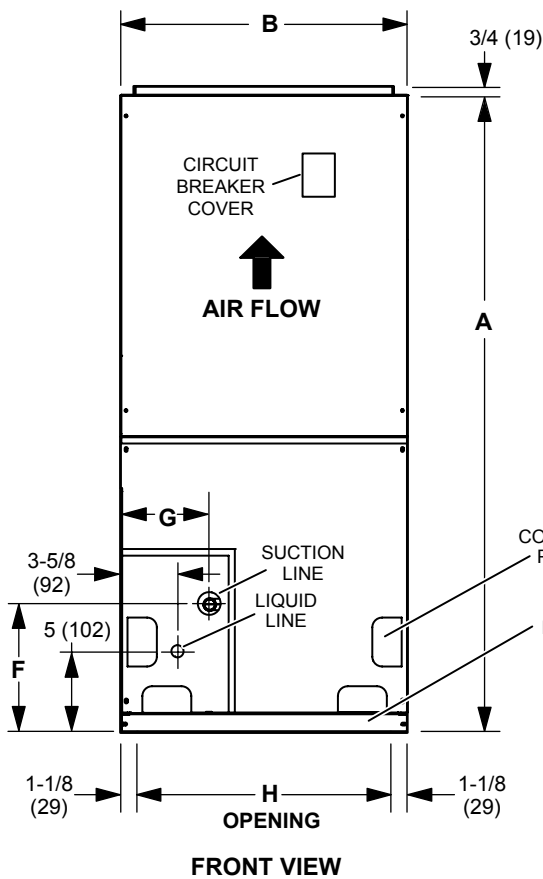 B
3/4 (19)
CIRCUIT
BREAKER
COVER
AIR FLOW
A
G
3-5/8
(92)
SUCTION
LINE
CO
LIQUID
LINE
5 (102)
F
1-1/8
(29)
H
OPENING
1-1/8
(29)
FRONT VIEW